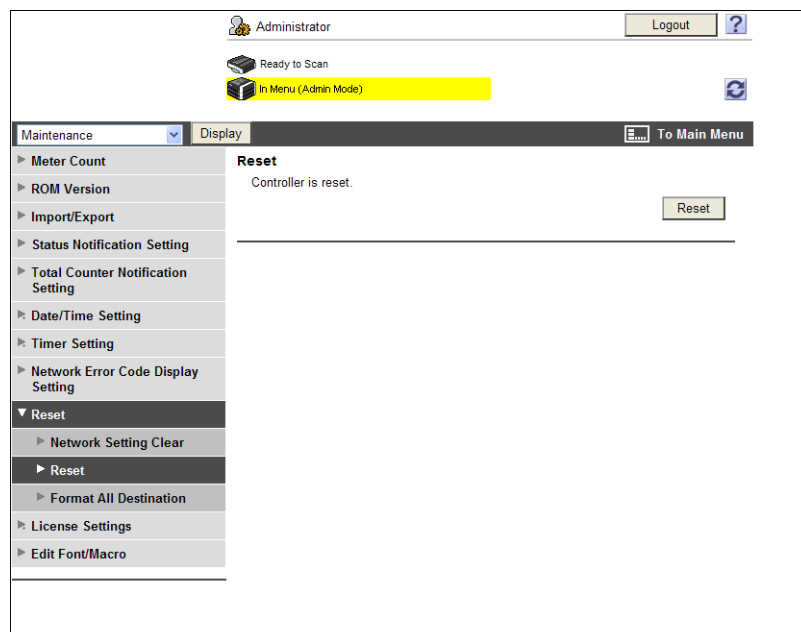 Administrator
Logout
?
Ready to Scan
In Menu (Admin Mode)
Maintenance
Display
To Main Menu
Meter Count
ROM Version
Import/Export
Status Notification Setting
Total Counter Notification
Setting
Date/Time Setting
Timer Setting
Network Error Code Display
Setting
Reset
Network Setting Clear
Reset
Format All Destination
License Settings
Edit Font/Macro
Reset
Controller is reset.
Reset